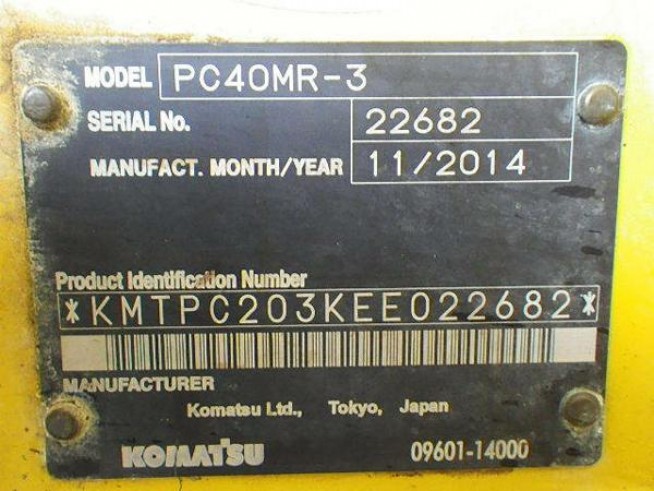 MODEL PC40MR-3
SERIAL No. 22682
MANUFACT. MONTH/YEAR 11/2014
Product Identification Number
*KMTPC203KEE022682*
MANUFACTURER
Komatsu Ltd., Tokyo, Japan
KOMATSU 09601-14000